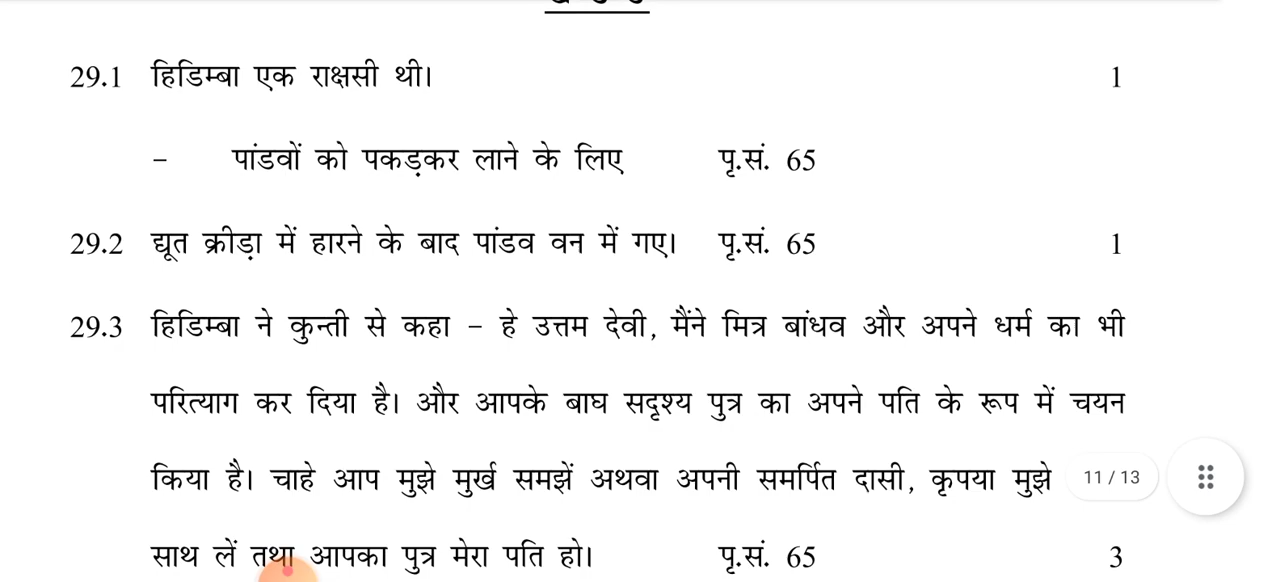 29.1 हिडिम्बा एक राक्षसी थी। 1
– पांडवों को पकड़कर लाने के लिए पृ.सं. 65
29.2 द्यूत क्रीड़ा में हारने के बाद पांडव वन में गए। पृ.सं. 65 1
29.3 हिडिम्बा ने कुन्ती से कहा – हे उत्तम देवी, मैंने मित्र बांधव और अपने धर्म का भी
परित्याग कर दिया है। और आपके बाघ सदृश्य पुत्र का अपने पति के रूप में चयन
किया है। चाहे आप मुझे मुर्ख समझें अथवा अपनी समर्पित दासी, कृपया मुझे 11 / 13
साथ लें तथा आपका पुत्र मेरा पति हो। पृ.सं. 65 3